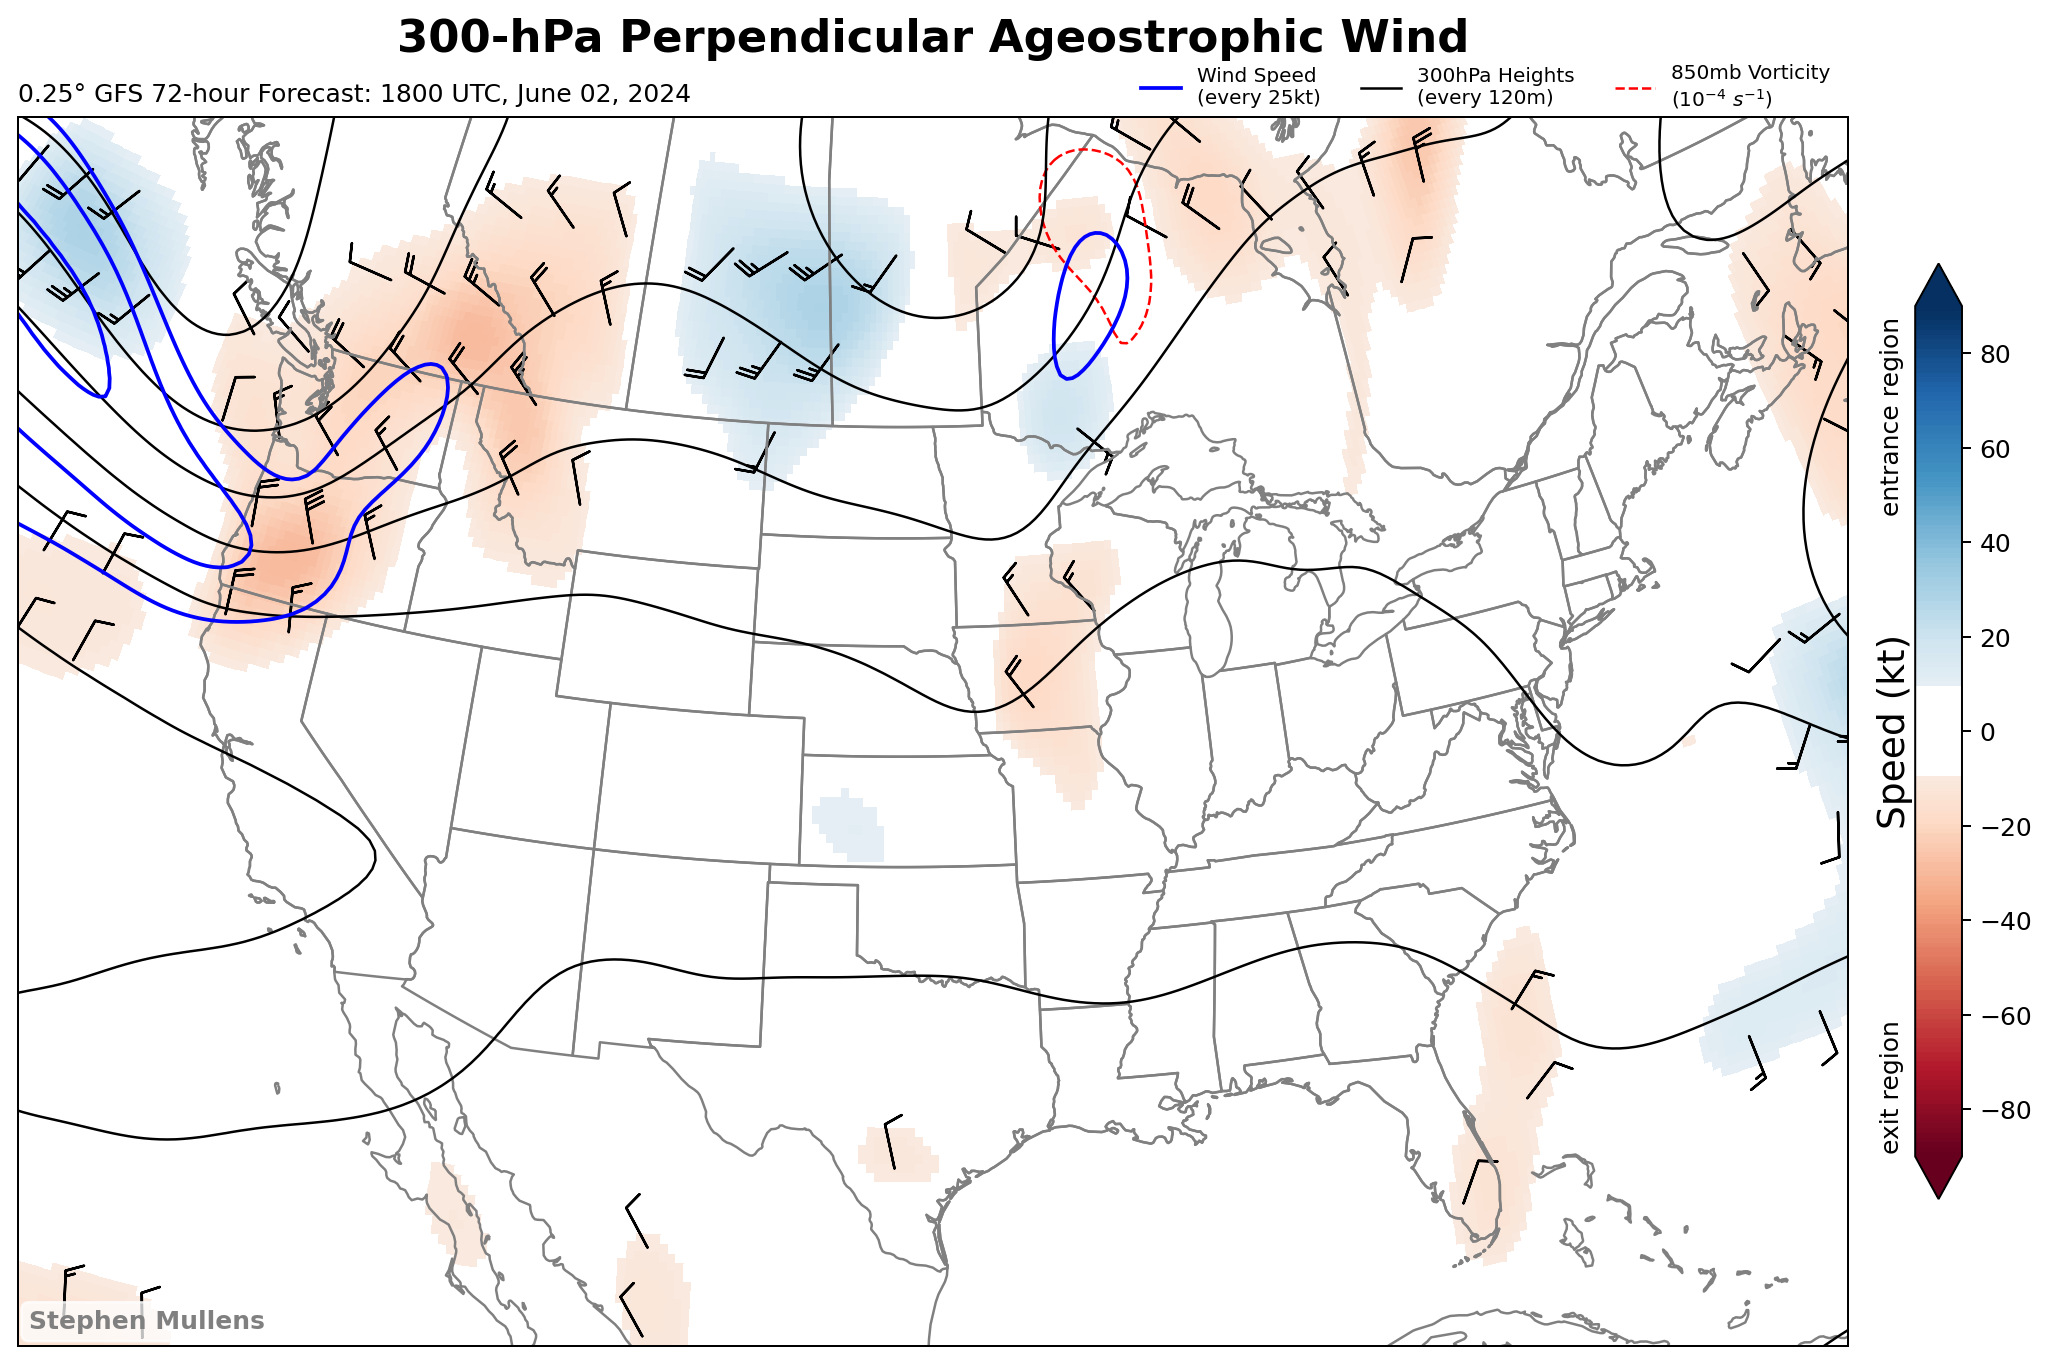 300-hPa Perpendicular Ageostrophic Wind
0.25° GFS 72-hour Forecast: 1800 UTC, June 02, 2024
Wind Speed
(every 25kt)
300hPa Heights
(every 120m)
850mb Vorticity
(10⁻⁴ s⁻¹)
entrance region
Speed (kt)
exit region
80
60
40
20
0
−20
−40
−60
−80
Stephen Mullens